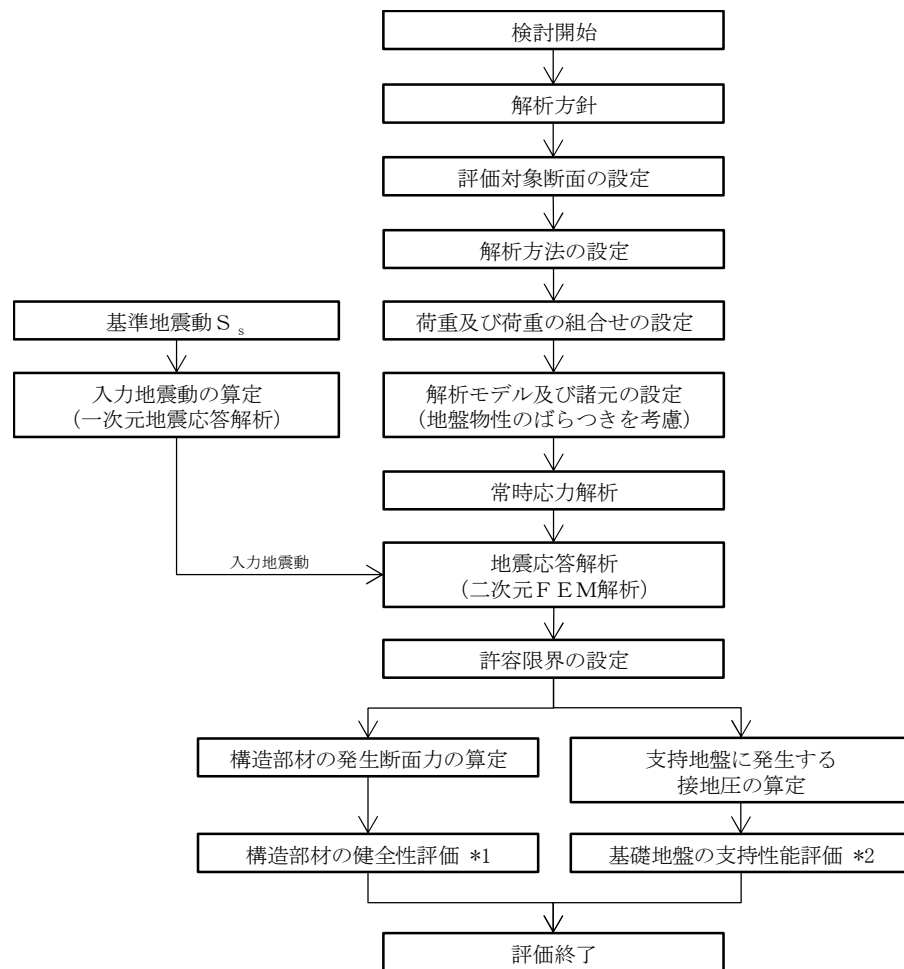 検討開始
解析方針
評価対象断面の設定
解析方法の設定
基準地震動Ｓｓ
荷重及び荷重の組合せの設定
入力地震動の算定
（一次元地震応答解析）
解析モデル及び諸元の設定
（地盤物性のばらつきを考慮）
常時応力解析
入力地震動
地震応答解析
（二次元ＦＥＭ解析）
許容限界の設定
構造部材の発生断面力の算定
支持地盤に発生する
接地圧の算定
構造部材の健全性評価 *1
基礎地盤の支持性能評価 *2
評価終了